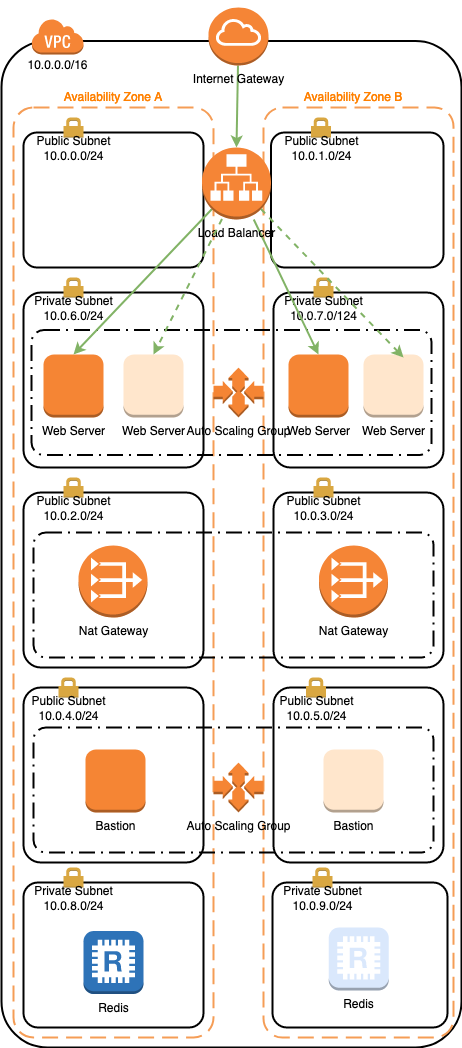 VPC
10.0.0.0/16
Internet Gateway
Availability Zone A
Availability Zone B
Public Subnet
10.0.0.0/24
Public Subnet
10.0.1.0/24
Load Balancer
Private Subnet
10.0.6.0/24
Private Subnet
10.0.7.0/124
Web Server
Web Server
Auto Scaling Group
Web Server
Web Server
Public Subnet
10.0.2.0/24
Public Subnet
10.0.3.0/24
Nat Gateway
Nat Gateway
Public Subnet
10.0.4.0/24
Public Subnet
10.0.5.0/24
Bastion
Auto Scaling Group
Bastion
Private Subnet
10.0.8.0/24
Private Subnet
10.0.9.0/24
R
R
Redis
Redis